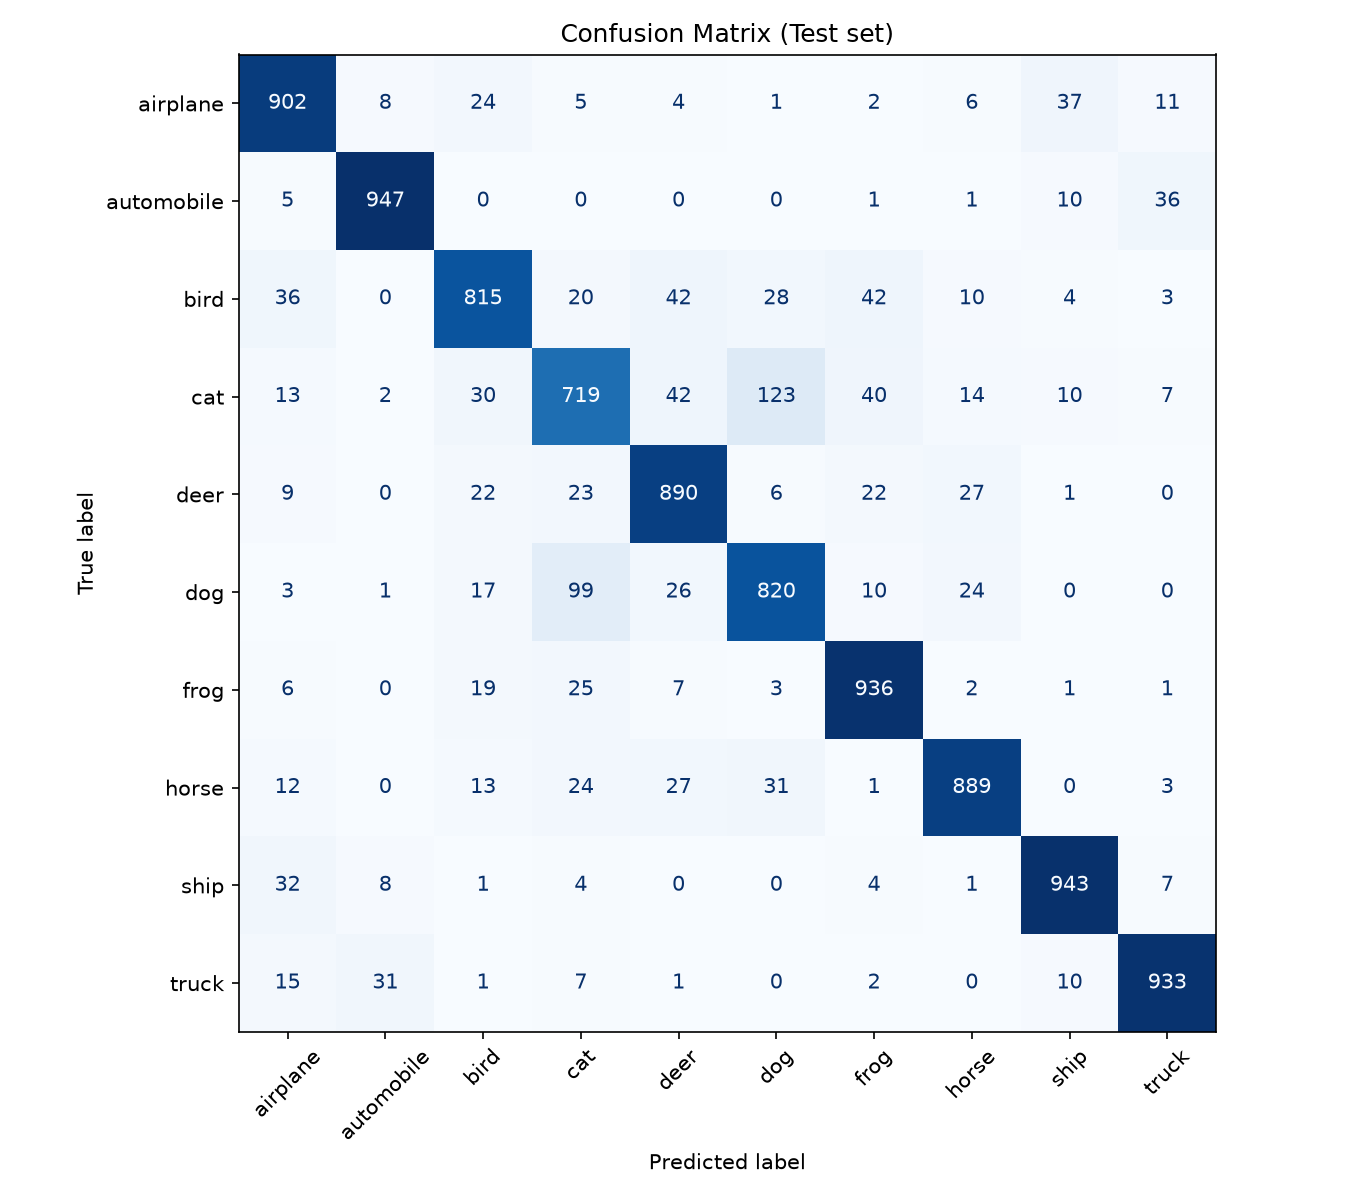 Confusion Matrix (Test set)
airplane 902 8 24 5 4 1 2 6 37 11
automobile 5 947 0 0 0 0 1 1 10 36
bird 36 0 815 20 42 28 42 10 4 3
cat 13 2 30 719 42 123 40 14 10 7
deer 9 0 22 23 890 6 22 27 1 0
dog 3 1 17 99 26 820 10 24 0 0
frog 6 0 19 25 7 3 936 2 1 1
horse 12 0 13 24 27 31 1 889 0 3
ship 32 8 1 4 0 0 4 1 943 7
truck 15 31 1 7 1 0 2 0 10 933
True label
airplane automobile bird cat deer dog frog horse ship truck
Predicted label